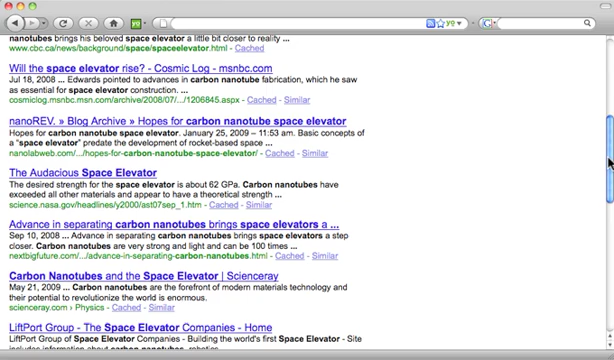 nanotubes brings his beloved space elevator a little bit closer to reality ...
www.cbc.ca/news/background/space/spaceelevator.html - Cached
Will the space elevator rise? - Cosmic Log - msnbc.com
Jul 18, 2008 ... Edwards pointed to advances in carbon nanotube fabrication, which he saw
as essential for space elevator construction. ...
cosmiclog.msnbc.msn.com/archive/2008/07/.../1206845.aspx - Cached - Similar
nanoREV. » Blog Archive » Hopes for carbon nanotube space elevator
Hopes for carbon nanotube space elevator. January 25, 2009 – 11:53 am. Basic concepts of
a "space elevator" predate the development of rocket-based space ...
nanolabweb.com/.../hopes-for-carbon-nanotube-space-elevator/ - Cached - Similar
The Audacious Space Elevator
The desired strength for the space elevator is about 62 GPa. Carbon nanotubes have
exceeded all other materials and appear to have a theoretical strength ...
science.nasa.gov/headlines/y2000/ast07sep_1.htm - Cached - Similar
Advance in separating carbon nanotubes brings space elevators a ...
Sep 10, 2008 ... Advance in separating carbon nanotubes brings space elevators a step
closer. Carbon Nanotubes are very strong and light and can be 100 times ...
nextbigfuture.com/.../advance-in-separating-carbon-nanotubes.html - Cached - Similar
Carbon Nanotubes and the Space Elevator | Scienceray
May 21, 2009 ... Carbon Nanotubes are the forefront of modern materials technology and
their potential to revolutionize the world is enormous.
scienceray.com › Physics - Cached - Similar
LiftPort Group - The Space Elevator Companies - Home
LiftPort Group of Space Elevator Companies - Building the world's first Space Elevator - Site
includes information about carbon nanotubes, robotics